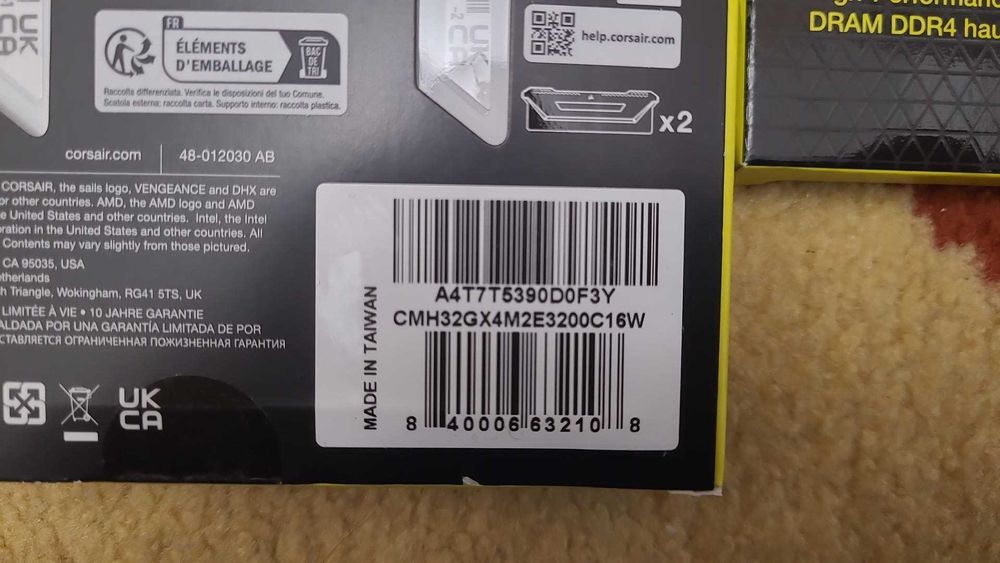 UK
CA
FR
ÉLÉMENTS
D'EMBALLAGE
BAC
DE
TRI
Raccolta differenziata. Verifica le disposizioni del tuo Comune.
Scatola esterna: raccolta carta. Supporto interno: raccolta plastica.
UK
CA
help.corsair.com
x2
DRAM DDR4 hau
corsair.com
48-012030 AB
CORSAIR, the sails logo, VENGEANCE and DHX are
or other countries. AMD, the AMD logo and AMD
e United States and other countries. Intel, the Intel
oration in the United States and other countries. All
Contents may vary slightly from those pictured.
CA 95035, USA
etherlands
h Triangle, Wokingham, RG41 5TS, UK
LIMITÉE À VIE • 10 JAHRE GARANTIE
ALDADA POR UNA GARANTÍA LIMITADA DE POR
СТАВЛЯЕТСЯ ОГРАНИЧЕННАЯ ПОЖИЗНЕННАЯ ГАРАНТИЯ
UK
CA
MADE IN TAIWAN
A4T7T5390D0F3Y
CMH32GX4M2E3200C16W
8 40006 63210 8